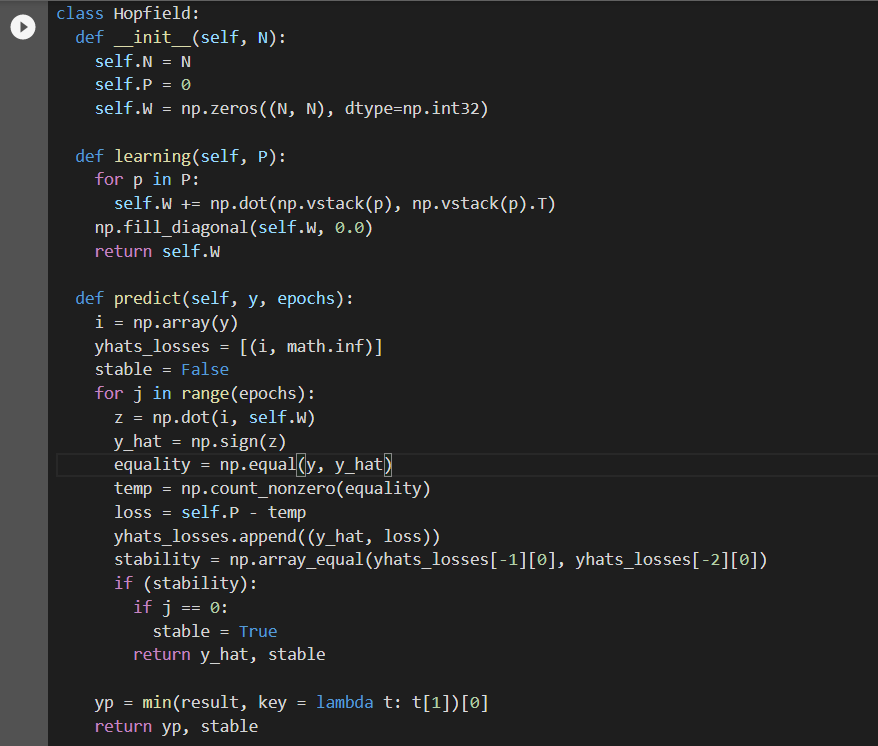 class Hopfield:
  def __init__(self, N):
    self.N = N
    self.P = 0
    self.W = np.zeros((N, N), dtype=np.int32)

  def learning(self, P):
    for p in P:
      self.W += np.dot(np.vstack(p), np.vstack(p).T)
    np.fill_diagonal(self.W, 0.0)
    return self.W

  def predict(self, y, epochs):
    i = np.array(y)
    yhats_losses = [(i, math.inf)]
    stable = False
    for j in range(epochs):
      z = np.dot(i, self.W)
      y_hat = np.sign(z)
      equality = np.equal(y, y_hat)
      temp = np.count_nonzero(equality)
      loss = self.P - temp
      yhats_losses.append((y_hat, loss))
      stability = np.array_equal(yhats_losses[-1][0], yhats_losses[-2][0])
      if (stability):
        if j == 0:
          stable = True
        return y_hat, stable

    yp = min(result, key = lambda t: t[1])[0]
    return yp, stable